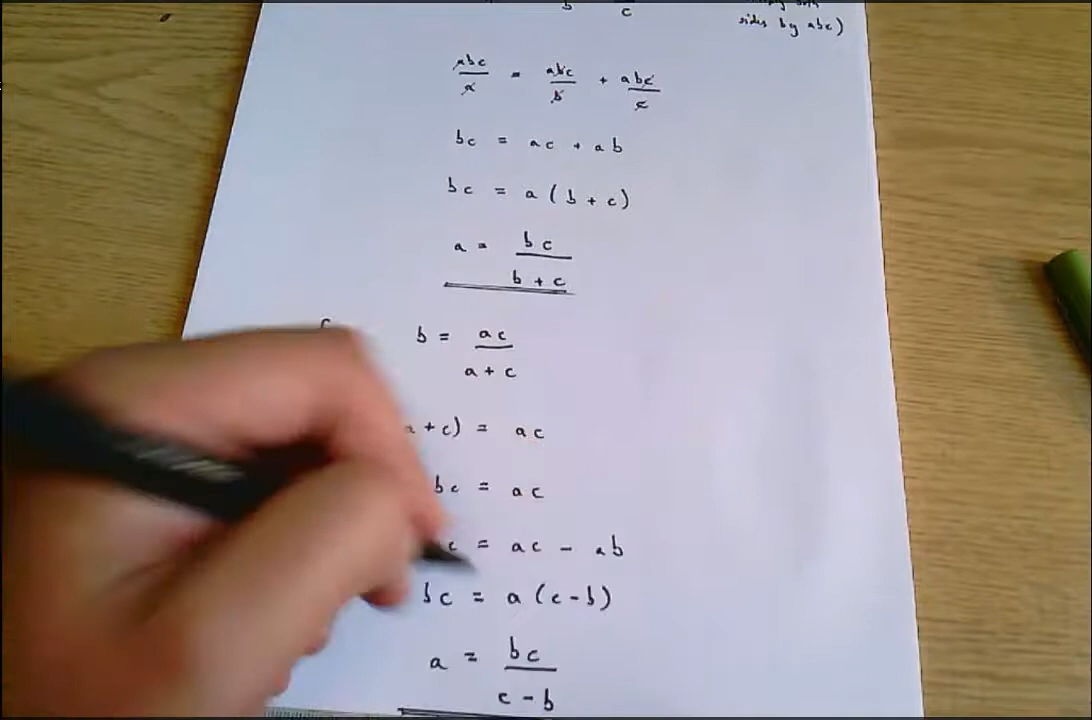 b c
sides by abc)
abc/a = abc/b + abc/c
bc = ac + ab
bc = a (b + c)
a = bc/b + c
b = ac/a + c
+ c) = ac
bc = ac
c = ac - ab
bc = a (c - b)
a = bc/c - b